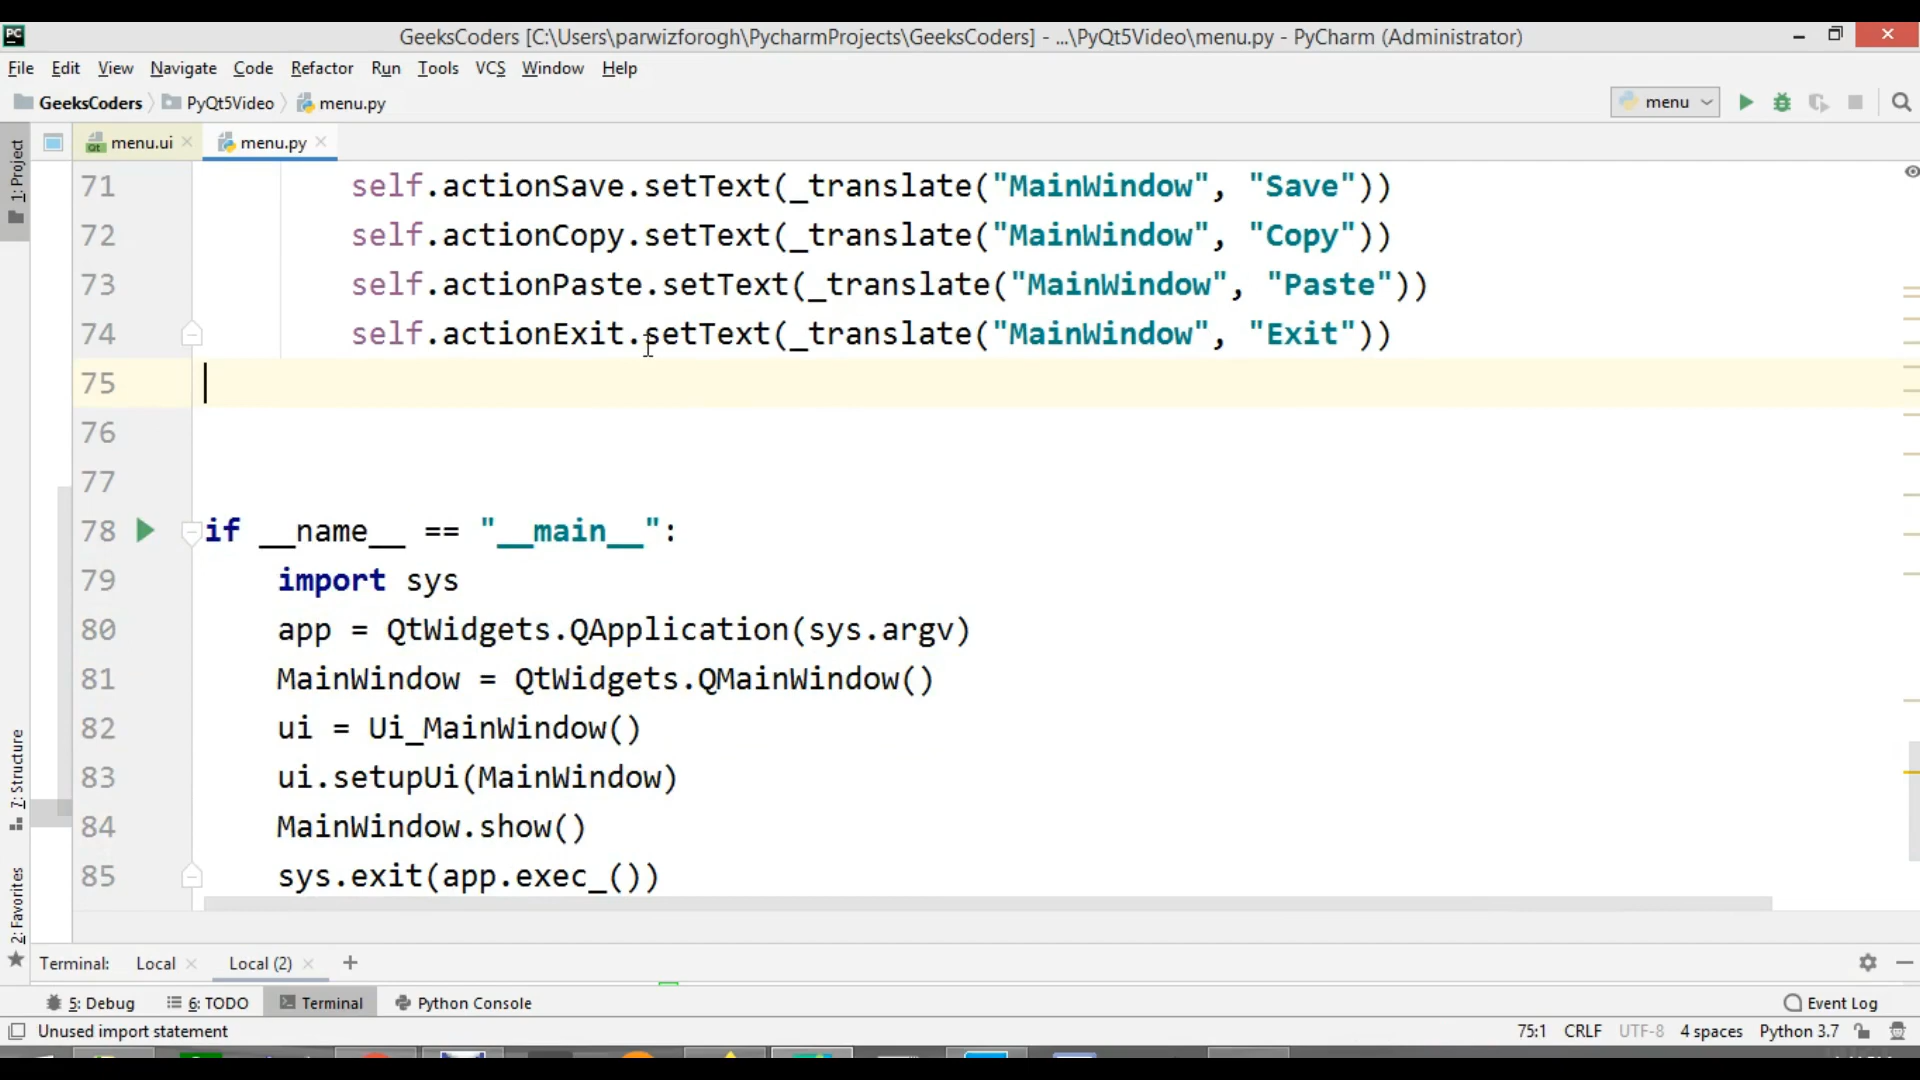 GeeksCoders [C:\Users\parwizforogh\PycharmProjects\GeeksCoders] - ...\PyQt5Video\menu.py - PyCharm (Administrator)
File Edit View Navigate Code Refactor Run Tools VCS Window Help
GeeksCoders PyQt5Video menu.py menu
menu.ui menu.py
1: Project
7: Structure
2: Favorites
71 self.actionSave.setText(_translate("MainWindow", "Save"))
72 self.actionCopy.setText(_translate("MainWindow", "Copy"))
73 self.actionPaste.setText(_translate("MainWindow", "Paste"))
74 self.actionExit.setText(_translate("MainWindow", "Exit"))
75
76
77
78 if __name__ == "__main__":
79 import sys
80 app = QtWidgets.QApplication(sys.argv)
81 MainWindow = QtWidgets.QMainWindow()
82 ui = Ui_MainWindow()
83 ui.setupUi(MainWindow)
84 MainWindow.show()
85 sys.exit(app.exec_())
Terminal: Local Local (2)
5: Debug 6: TODO Terminal Python Console Event Log
Unused import statement 75:1 CRLF UTF-8 4 spaces Python 3.7